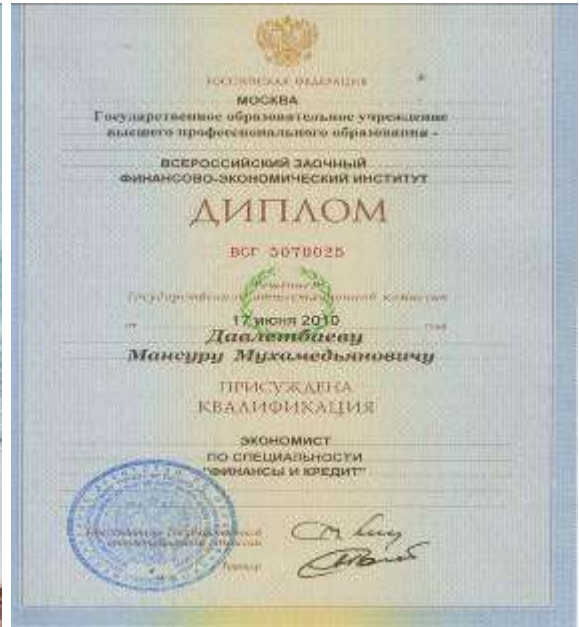 РОССИЙСКАЯ ФЕДЕРАЦИЯ
МОСКВА
Государственное образовательное учреждение
высшего профессионального образования -
ВСЕРОССИЙСКИЙ ЗАОЧНЫЙ
ФИНАНСОВО-ЭКОНОМИЧЕСКИЙ ИНСТИТУТ
ДИПЛОМ
ВСГ 5070025
Решением
Государственной аттестационной комиссии
от 17 июня 2010 года
Давлетбаеву
Мансуру Мухамедьяновичу
ПРИСУЖДЕНА
КВАЛИФИКАЦИЯ
ЭКОНОМИСТ
ПО СПЕЦИАЛЬНОСТИ
"ФИНАНСЫ И КРЕДИТ"
Председатель Государственной
аттестационной комиссии
Ректор